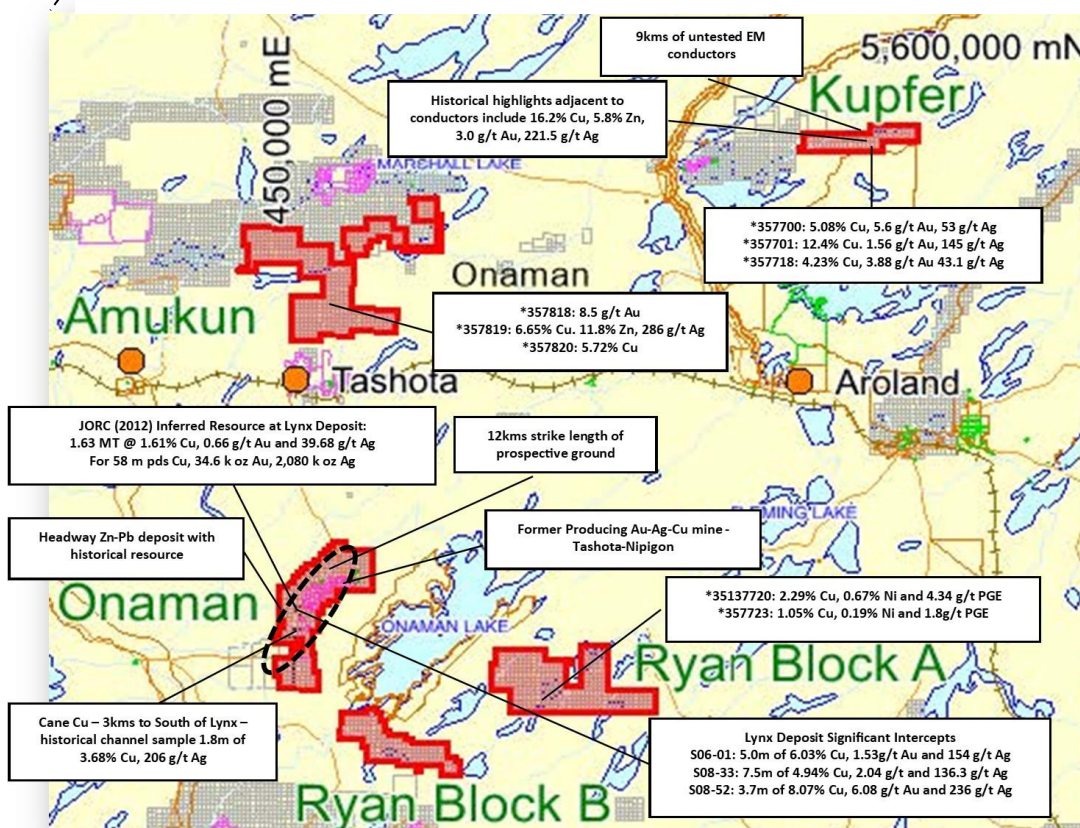 9kms of untested EM
conductors
5,600,000 mN
450,000 mE
Kupfer
Historical highlights adjacent to
conductors include 16.2% Cu, 5.8% Zn,
3.0 g/t Au, 221.5 g/t Ag
MARSHALL LAKE
*357700: 5.08% Cu, 5.6 g/t Au, 53 g/t Ag
*357701: 12.4% Cu. 1.56 g/t Au, 145 g/t Ag
*357718: 4.23% Cu, 3.88 g/t Au 43.1 g/t Ag
Onaman
Amukun
*357818: 8.5 g/t Au
*357819: 6.65% Cu. 11.8% Zn, 286 g/t Ag
*357820: 5.72% Cu
Tashota
Aroland
JORC (2012) Inferred Resource at Lynx Deposit:
1.63 MT @ 1.61% Cu, 0.66 g/t Au and 39.68 g/t Ag
For 58 m pds Cu, 34.6 k oz Au, 2,080 k oz Ag
12kms strike length of
prospective ground
Headway Zn-Pb deposit with
historical resource
Former Producing Au-Ag-Cu mine -
Tashota-Nipigon
LEMING LAKE
*35137720: 2.29% Cu, 0.67% Ni and 4.34 g/t PGE
*357723: 1.05% Cu, 0.19% Ni and 1.8g/t PGE
Onaman
ONAMAN LAKE
Ryan Block A
Cane Cu – 3kms to South of Lynx –
historical channel sample 1.8m of
3.68% Cu, 206 g/t Ag
Lynx Deposit Significant Intercepts
S06-01: 5.0m of 6.03% Cu, 1.53g/t Au and 154 g/t Ag
S08-33: 7.5m of 4.94% Cu, 2.04 g/t and 136.3 g/t Ag
S08-52: 3.7m of 8.07% Cu, 6.08 g/t Au and 236 g/t Ag
Ryan Block B